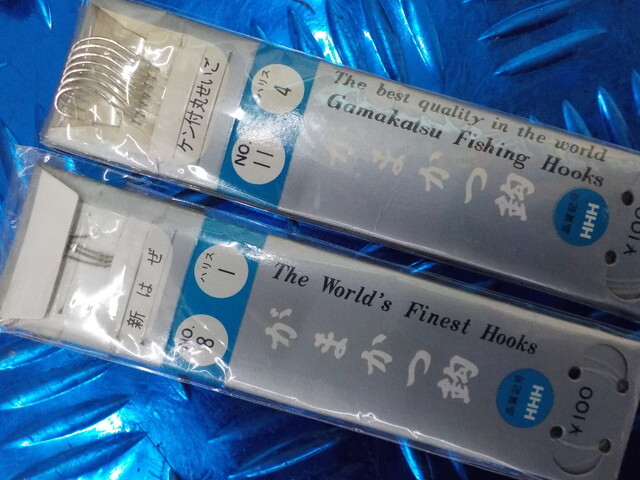 ケン付丸せいご
ハリス
4
NO.
11
The best quality in the world
Gamakatsu Fishing Hooks
がまかつ鈎
HHH
¥100
新はぜ
ハリス
1
NO.
8
The World's Finest Hooks
がまかつ鈎
HHH
¥100